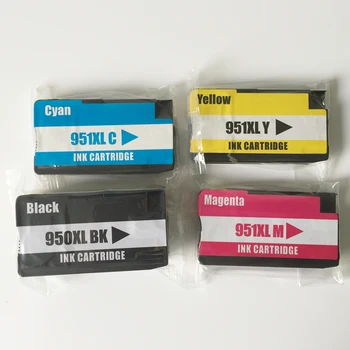 Cyan
951XL C
INK CARTRIDGE
Yellow
951XL Y
INK CARTRIDGE
Black
950XL BK
INK CARTRIDGE
Magenta
951XL M
INK CARTRIDGE